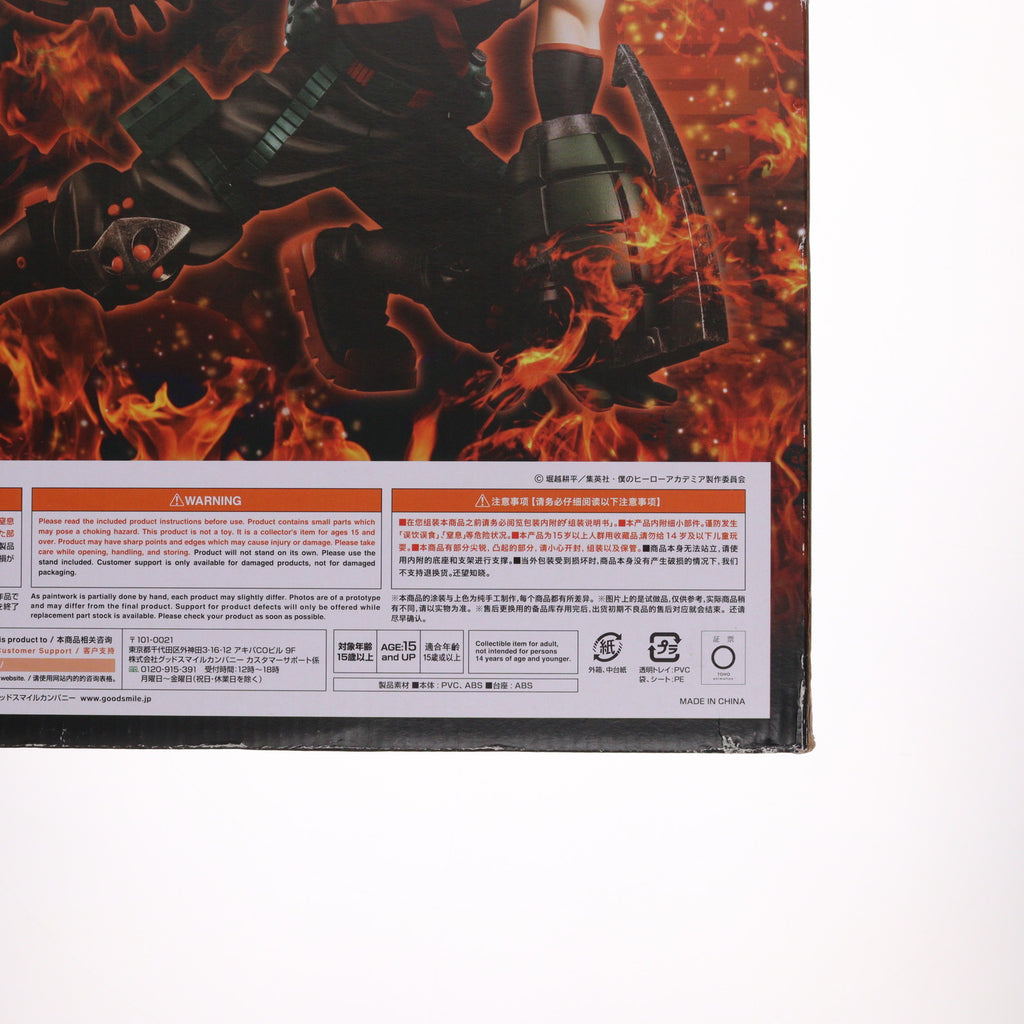 © 堀越耕平／集英社・僕のヒーローアカデミア製作委員会
⚠WARNING
Please read the included product instructions before use. Product contains small parts which
may pose a choking hazard. This product is not a toy. It is a collector's item for ages 15 and
over. Product may have sharp points and edges which may cause injury or damage. Please take
care while opening, handling, and storing. Product will not stand on its own. Please use the
stand included. Customer support is only available for damaged products, not for damaged
packaging.
As paintwork is partially done by hand, each product may slightly differ. Photos are of a prototype
and may differ from the final product. Support for product defects will only be offered while
replacement part stock is available. Please check your product as soon as possible.
⚠注意事项【请务必仔细阅读以下注意事项】
■在您组装本商品之前请务必阅览包装内附的「组装说明书」。■本产品内附细小部件。谨防发生
「误饮误食」、「窒息」等危险状况。■本产品为15岁以上人群用收藏品,请勿给 14 岁及以下儿童玩
耍。■本商品有部分尖锐、凸起的部分, 请小心开封、组装以及保管。■商品本身无法站立,请使
用内附的底座和支架进行支撑。■当外包装受到损坏时,商品本身没有产生破损的情况下, 我们
不支持退换货。还望知晓。
※本商品的涂装与上色为纯手工制作,每个商品都有所差异。※图片上的是试做品,仅供参考,实际商品稍
有不同,请以实物为准。※售后更换用的备品库存用完后,出货初期不良品的售后对应就会结束。还请
尽早确认。
窒息
た部
製品
損が
作品で
を終了
is product to / 本商品相关咨询
Customer Support / 客户支持
website. / 请使用网站内的的咨询表格。
ッドスマイルカンパニー www.goodsmile.jp
〒101-0021
東京都千代田区外神田3-16-12 アキバCOビル 9F
株式会社グッドスマイルカンパニー カスタマーサポート係
0120-915-391 受付時間:12時〜18時
月曜日〜金曜日(祝日・休業日を除く)
対象年齢
15歳以上
AGE:15
and UP
适合年龄
15歲或以上
Collectible item for adult,
not intended for persons
14 years of age and younger.
製品素材 ■本体：PVC、ABS ■台座：ABS
紙
外箱、中台紙
プラ
透明トレイ：PVC
袋、シート：PE
証 票
TOHO
animation
MADE IN CHINA